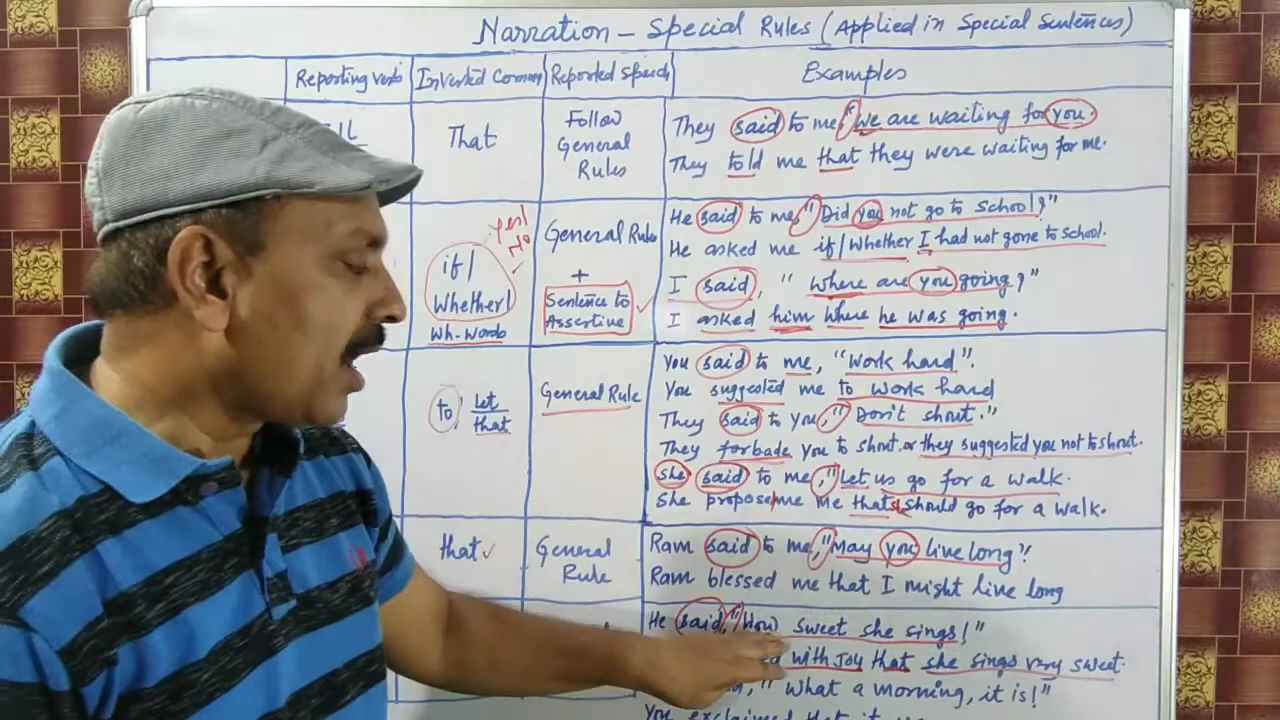 Narration - Special Rules (Applied in Special Sentences)
Reporting verb Inverted Comma Reported Speech Examples
That
Follow
General
Rules
They said to me, "We are waiting for you.
They told me that they were waiting for me.
if/
Whether/
Wh-Words
yes/
No
General Rules
+
Sentence to
Assertive
He said to me, "Did you not go to School?"
He asked me if/Whether I had not gone to school.
I said, "Where are you going?"
I asked him where he was going.
to, Let
that
General Rule
You said to me, "Work hard".
You suggested me to work hard
They said to you, "Don't shout."
They forbade you to shout. or they suggested you not to shout.
She said to me, "Let us go for a walk.
She propose me that should go for a walk.
that
General
Rule
Ram said to me, "May you live long".
Ram blessed me that I might live long
He said, "How sweet she sings!"
with Joy that she sings very sweet.
"What a morning, it is!"
You exclaimed that it